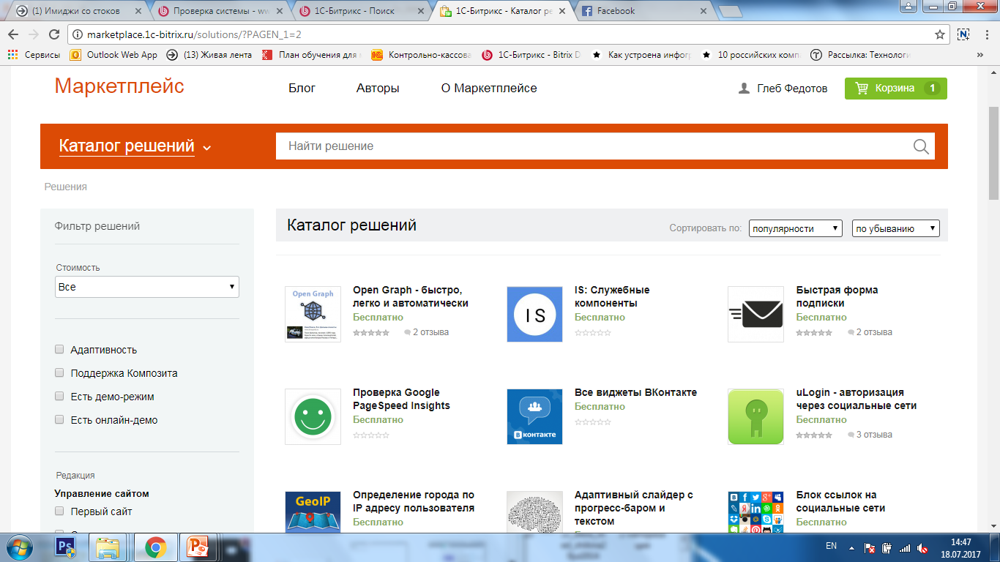 (1) Имиджи со стоков
Проверка системы - ww
1С-Битрикс - Поиск
1С-Битрикс - Каталог ре
Facebook
marketplace.1c-bitrix.ru/solutions/?PAGEN_1=2
Сервисы
Outlook Web App
(13) Живая лента
План обучения для
Контрольно-кассова
1С-Битрикс - Bitrix D
Как устроена инфог
10 российских комп
Рассылка: Технологи
»
Маркетплейс
Блог
Авторы
О Маркетплейсе
Глеб Федотов
Корзина 1
Каталог решений
Найти решение
Решения
Фильтр решений
Стоимость
Все
Адаптивность
Поддержка Композита
Есть демо-режим
Есть онлайн-демо
Редакция
Управление сайтом
Первый сайт
Каталог решений
Сортировать по:
популярности
по убыванию
Open Graph
Open Graph - быстро,
легко и автоматически
Бесплатно
2 отзыва
IS
IS: Служебные
компоненты
Бесплатно
Быстрая форма
подписки
Бесплатно
2 отзыва
Проверка Google
PageSpeed Insights
Бесплатно
В контакте
Все виджеты ВКонтакте
Бесплатно
uLogin - авторизация
через социальные сети
Бесплатно
3 отзыва
GeoIP
Определение города по
IP адресу пользователя
Бесплатно
Адаптивный слайдер с
прогресс-баром и
текстом
Блок ссылок на
социальные сети
Бесплатно
Ps
EN
14:47
18.07.2017